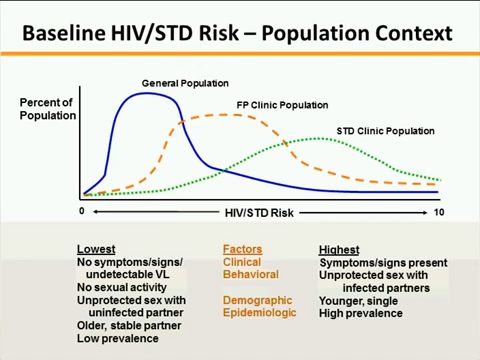 Baseline HIV/STD Risk – Population Context
General Population
Percent of
Population
FP Clinic Population
STD Clinic Population
0
HIV/STD Risk
10
Lowest
No symptoms/signs/
undetectable VL
No sexual activity
Unprotected sex with
uninfected partner
Older, stable partner
Low prevalence
Factors
Clinical
Behavioral
Demographic
Epidemiologic
Highest
Symptoms/signs present
Unprotected sex with
infected partners
Younger, single
High prevalence